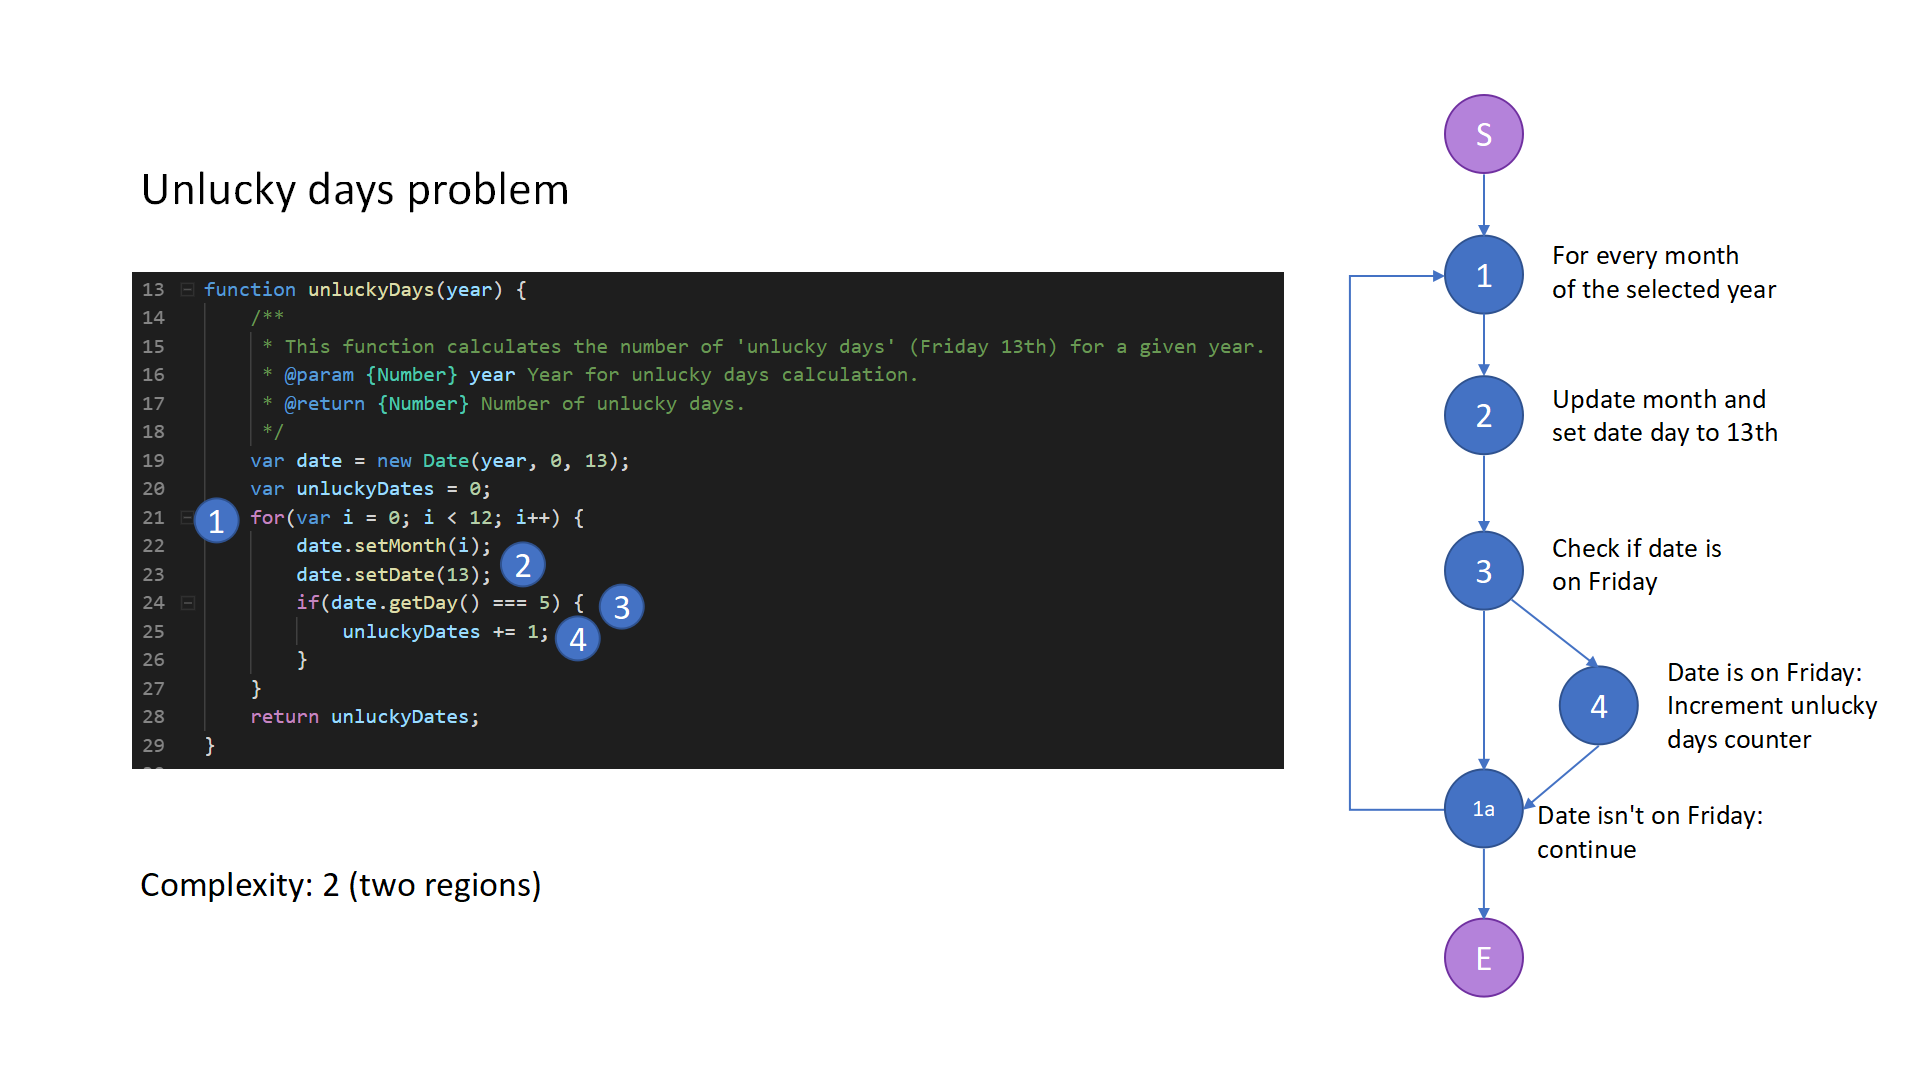 Unlucky days problem
13 function unluckyDays(year) {
14 /**
15 * This function calculates the number of 'unlucky days' (Friday 13th) for a given year.
16 * @param {Number} year Year for unlucky days calculation.
17 * @return {Number} Number of unlucky days.
18 */
19 var date = new Date(year, 0, 13);
20 var unluckyDates = 0;
21 1 for(var i = 0; i < 12; i++) {
22 date.setMonth(i);
2
23 date.setDate(13);
24 if(date.getDay() === 5) { 3
25 unluckyDates += 1; 4
26 }
27 }
28 return unluckyDates;
29 }
Complexity: 2 (two regions)
S
1
For every month
of the selected year
2
Update month and
set date day to 13th
3
Check if date is
on Friday
4
Date is on Friday:
Increment unlucky
days counter
1a
Date isn't on Friday:
continue
E